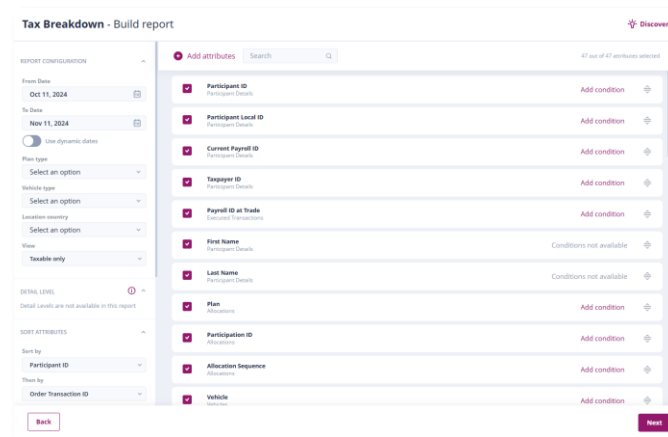 Tax Breakdown - Build report
Discover
REPORT CONFIGURATION
From Date
Oct 11, 2024
To Date
Nov 11, 2024
Use dynamic dates
Plan type
Select an option
Vehicle type
Select an option
Location country
Select an option
View
Taxable only
DETAIL LEVEL
Detail Levels are not available in this report
SORT ATTRIBUTES
Sort by
Participant ID
Then by
Order Transaction ID
Add attributes
Search
47 out of 47 attributes selected
Participant ID
Participant Details
Add condition
Participant Local ID
Participant Details
Add condition
Current Payroll ID
Participant Details
Add condition
Taxpayer ID
Participant Details
Add condition
Payroll ID at Trade
Executed Transactions
Add condition
First Name
Participant Details
Conditions not available
Last Name
Participant Details
Conditions not available
Plan
Allocations
Add condition
Participation ID
Allocations
Add condition
Allocation Sequence
Allocations
Add condition
Vehicle
Vehicles
Add condition
Back
Next